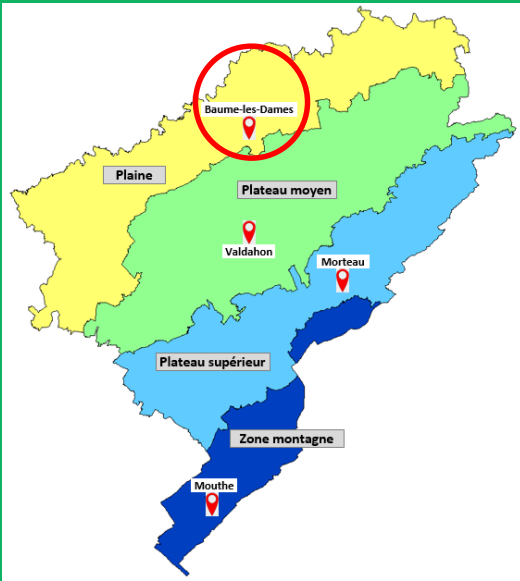 Baume-les-Dames
Plaine
Plateau moyen
Valdahon
Morteau
Plateau supérieur
Zone montagne
Mouthe